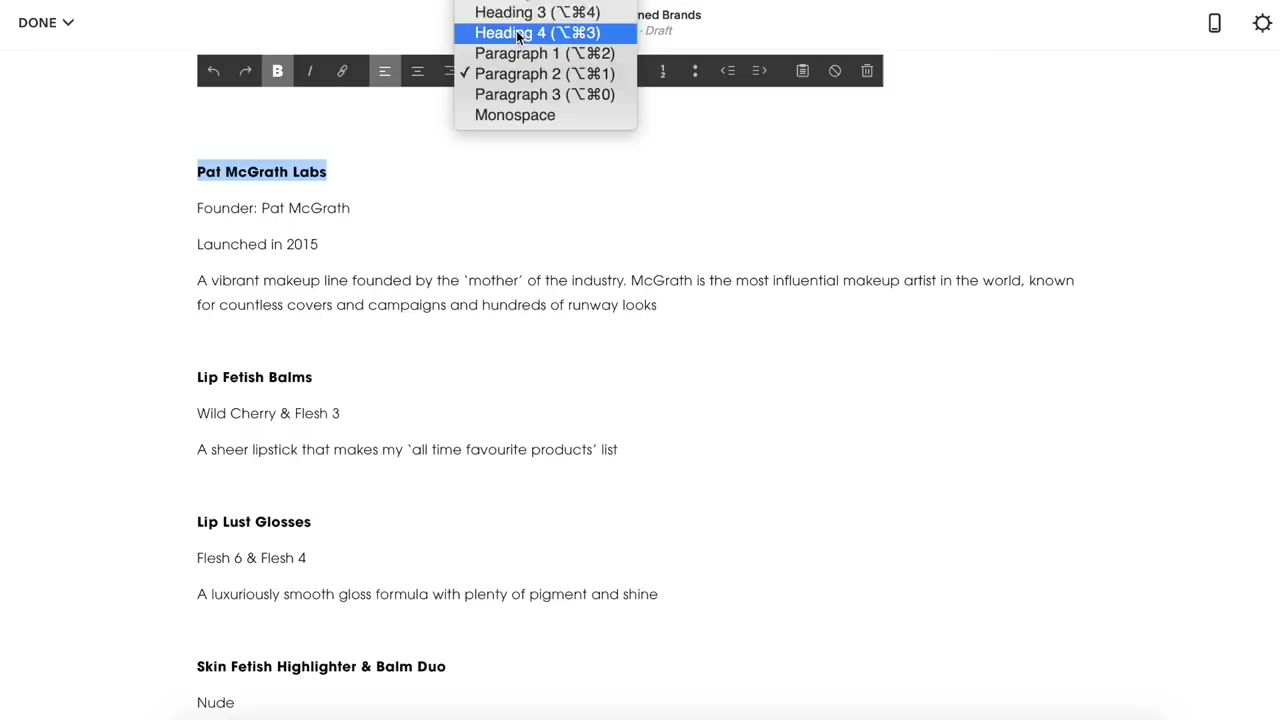 DONE
Heading 3 (⌥⌘4)
ned Brands
Heading 4 (⌥⌘3)
· Draft
Paragraph 1 (⌥⌘2)
✓ Paragraph 2 (⌥⌘1)
Paragraph 3 (⌥⌘0)
Monospace
B I
Pat McGrath Labs
Founder: Pat McGrath
Launched in 2015
A vibrant makeup line founded by the ‘mother’ of the industry. McGrath is the most influential makeup artist in the world, known
for countless covers and campaigns and hundreds of runway looks
Lip Fetish Balms
Wild Cherry & Flesh 3
A sheer lipstick that makes my ‘all time favourite products’ list
Lip Lust Glosses
Flesh 6 & Flesh 4
A luxuriously smooth gloss formula with plenty of pigment and shine
Skin Fetish Highlighter & Balm Duo
Nude